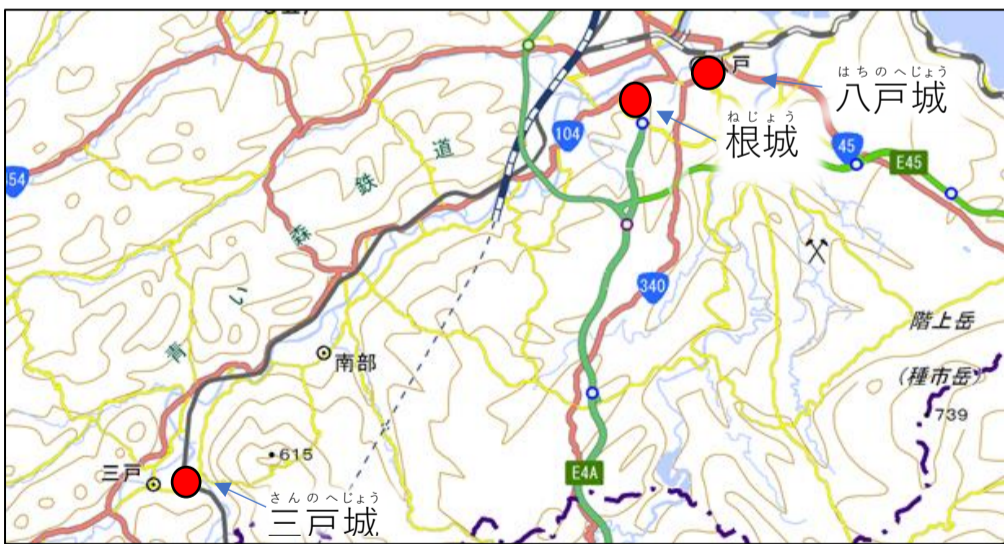 戸
はちのへじょう
八戸城
ねじょう
根城
104
45
E45
454
青い森鉄道
340
階上岳
(種市岳)
739
南部
615
三戸
さんのへじょう
三戸城
E4A